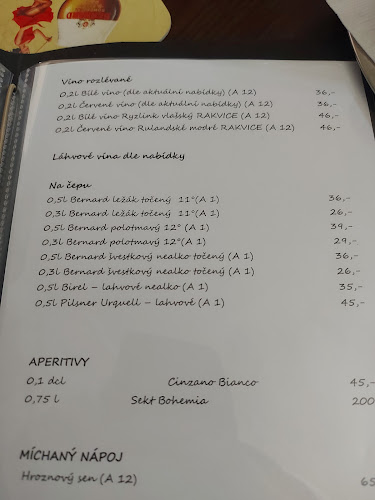 Víno rozlévané
0,2l Bílé víno (dle aktuální nabídky) (A 12) 36,-
0,2l Červené víno (dle aktuální nabídky) (A 12) 36,-
0,2l Bílé víno Ryzlink vlašský RAKVICE (A 12) 46,-
0,2l Červené víno Rulandské modré RAKVICE (A 12) 46,-
Láhvové vína dle nabídky
Na čepu
0,5l Bernard ležák točený 11°(A 1) 36,-
0,3l Bernard ležák točený 11°(A 1) 26,-
0,5l Bernard polotmavý 12° (A 1) 39,-
0,3l Bernard polotmavý 12°(A 1) 29,-
0,5l Bernard švestkový nealko točený (A 1) 36,-
0,3l Bernard švestkový nealko točený (A 1) 26,-
0,5l Birel – lahvové nealko (A 1) 35,-
0,5l Pilsner Urquell – lahvové (A 1) 45,-
APERITIVY
0,1 dcl Cinzano Bianco 45,-
0,75 l Sekt Bohemia 200
MÍCHANÝ NÁPOJ
Hroznový sen (A 12) 65